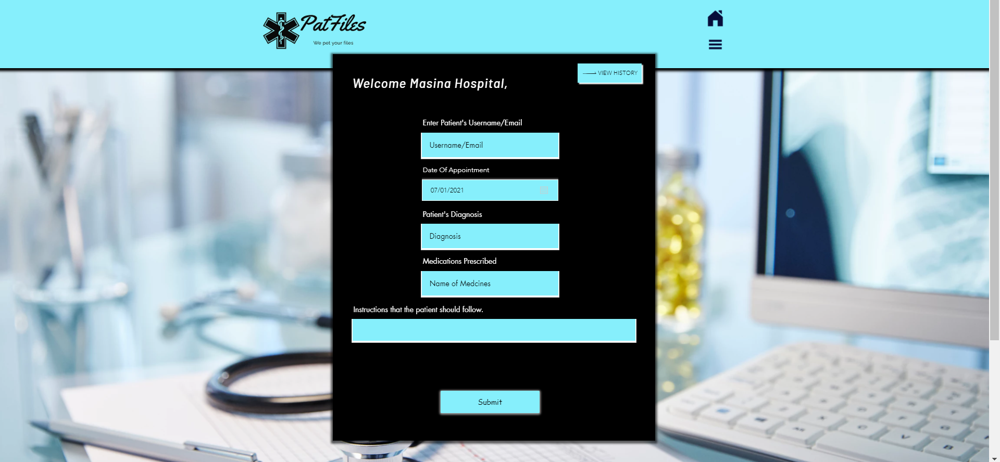 PatFiles
We pet your files
VIEW HISTORY
Welcome Masina Hospital,
Enter Patient's Username/Email
Username/Email
Date Of Appointment
07/01/2021
Patient's Diagnosis
Diagnosis
Medications Prescribed
Name of Medcines
Instructions that the patient should follow.
Submit